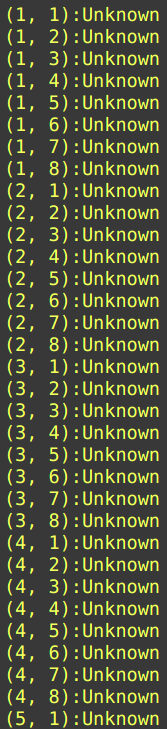 (1, 1):Unknown
(1, 2):Unknown
(1, 3):Unknown
(1, 4):Unknown
(1, 5):Unknown
(1, 6):Unknown
(1, 7):Unknown
(1, 8):Unknown
(2, 1):Unknown
(2, 2):Unknown
(2, 3):Unknown
(2, 4):Unknown
(2, 5):Unknown
(2, 6):Unknown
(2, 7):Unknown
(2, 8):Unknown
(3, 1):Unknown
(3, 2):Unknown
(3, 3):Unknown
(3, 4):Unknown
(3, 5):Unknown
(3, 6):Unknown
(3, 7):Unknown
(3, 8):Unknown
(4, 1):Unknown
(4, 2):Unknown
(4, 3):Unknown
(4, 4):Unknown
(4, 5):Unknown
(4, 6):Unknown
(4, 7):Unknown
(4, 8):Unknown
(5, 1):Unknown